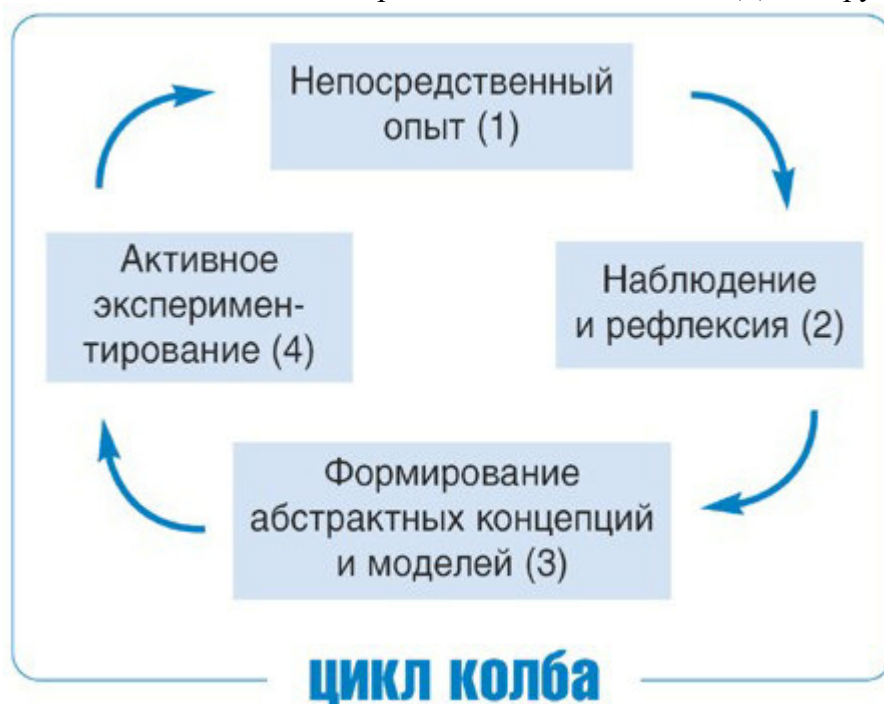 Непосредственный
опыт (1)
Наблюдение
и рефлексия (2)
Формирование
абстрактных концепций
и моделей (3)
Активное
эксперимен-
тирование (4)
цикл колба